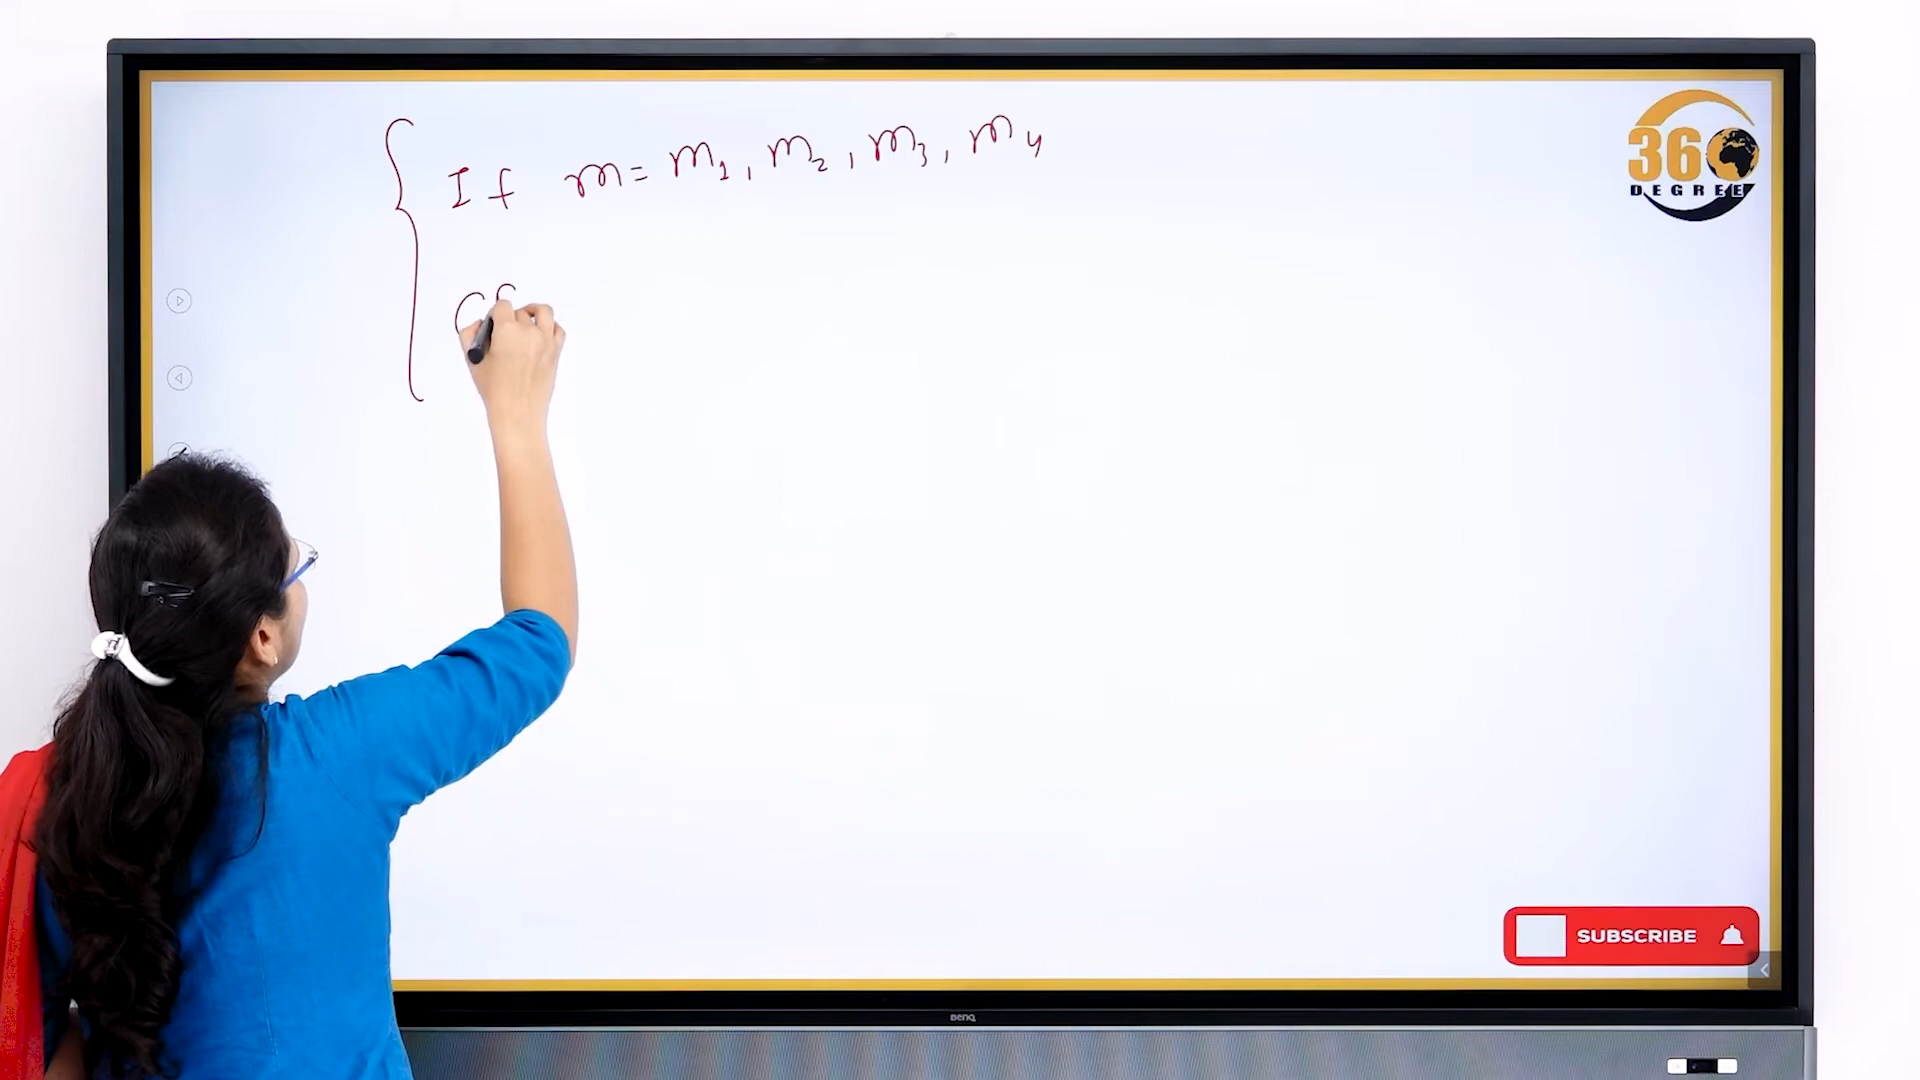 If m = m₁, m₂, m₃, m₄
360
DEGREE
SUBSCRIBE
BenQ